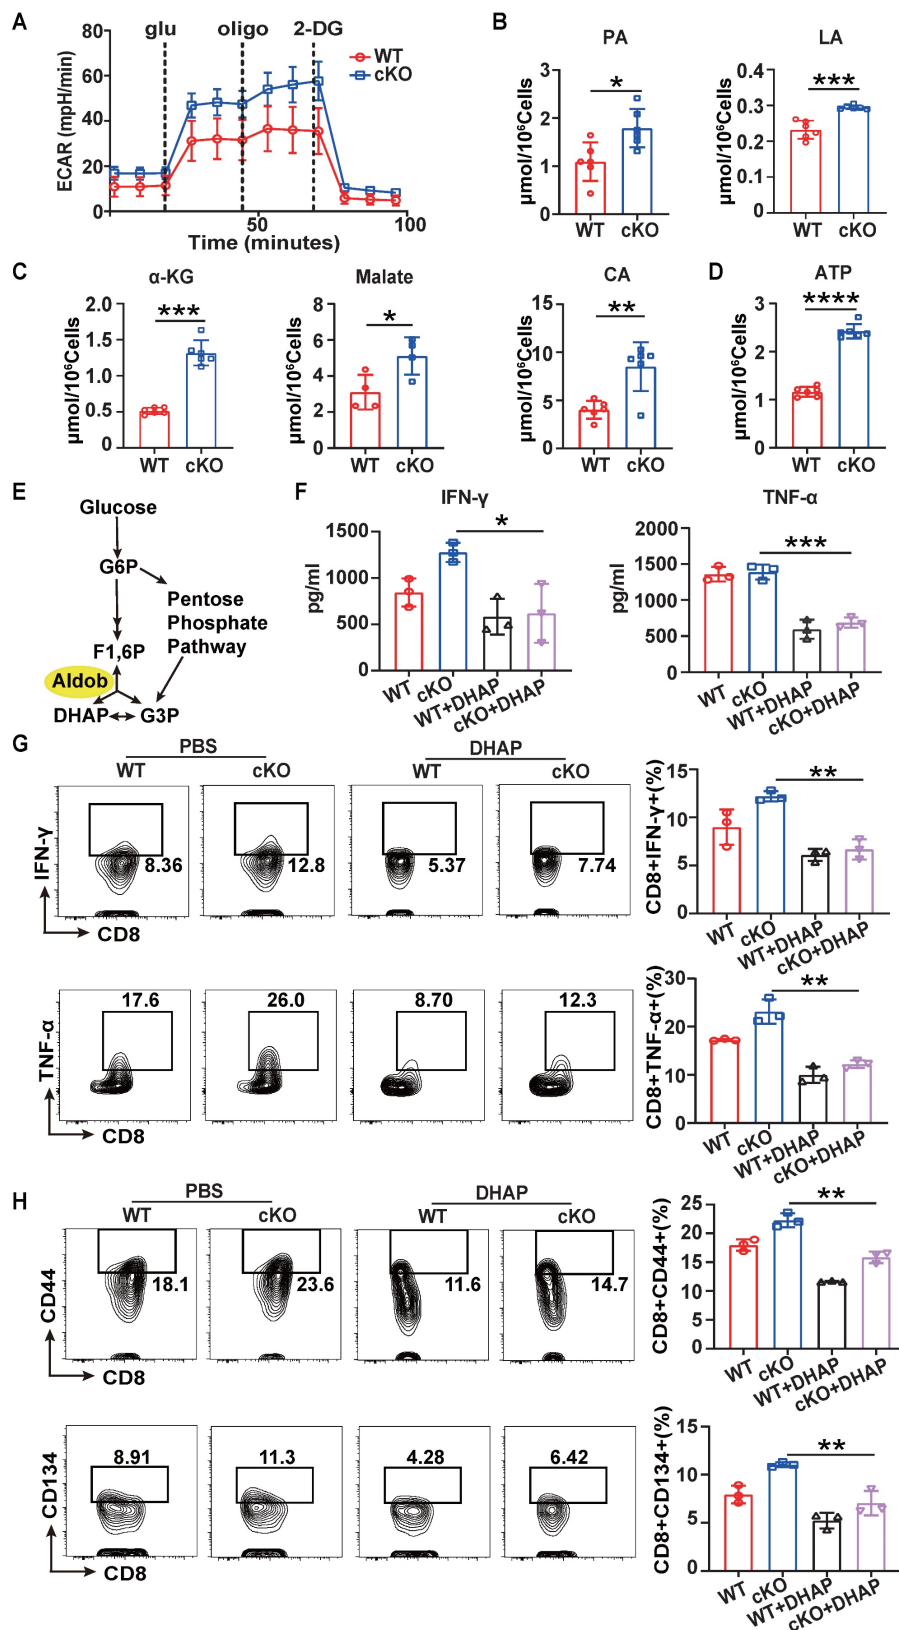 A
glu oligo 2-DG
80
60
40
20
0
50
100
ECAR (mpH/min)
Time (minutes)
WT
cKO
B
PA
μmol/10⁶Cells
3
2
1
0
*
WT cKO
LA
μmol/10⁶Cells
0.4
0.3
0.2
0.1
0
***
WT cKO
C
α-KG
μmol/10⁶Cells
2.0
1.5
1.0
0.5
0
***
WT cKO
Malate
μmol/10⁶Cells
8
6
4
2
0
*
WT cKO
CA
μmol/10⁶Cells
15
10
5
0
**
WT cKO
D
ATP
μmol/10⁶Cells
3
2
1
0
****
WT cKO
E
Glucose
G6P
Pentose
Phosphate
Pathway
F1,6P
Aldob
DHAP G3P
F
IFN-γ
pg/ml
1500
1000
500
0
*
WT cKO WT+DHAP cKO+DHAP
TNF-α
pg/ml
2000
1500
1000
500
0
***
WT cKO WT+DHAP cKO+DHAP
G
PBS DHAP
WT cKO WT cKO
IFN-γ
8.36 12.8 5.37 7.74
CD8
CD8+IFN-γ+(%)
15
10
5
0
**
WT cKO WT+DHAP cKO+DHAP
TNF-α
17.6 26.0 8.70 12.3
CD8
CD8+TNF-α+(%)
30
20
10
0
**
WT cKO WT+DHAP cKO+DHAP
H
PBS DHAP
WT cKO WT cKO
CD44
18.1 23.6 11.6 14.7
CD8
CD8+CD44+(%)
25
20
15
10
5
0
**
WT cKO WT+DHAP cKO+DHAP
CD134
8.91 11.3 4.28 6.42
CD8
CD8+CD134+(%)
15
10
5
0
**
WT cKO WT+DHAP cKO+DHAP